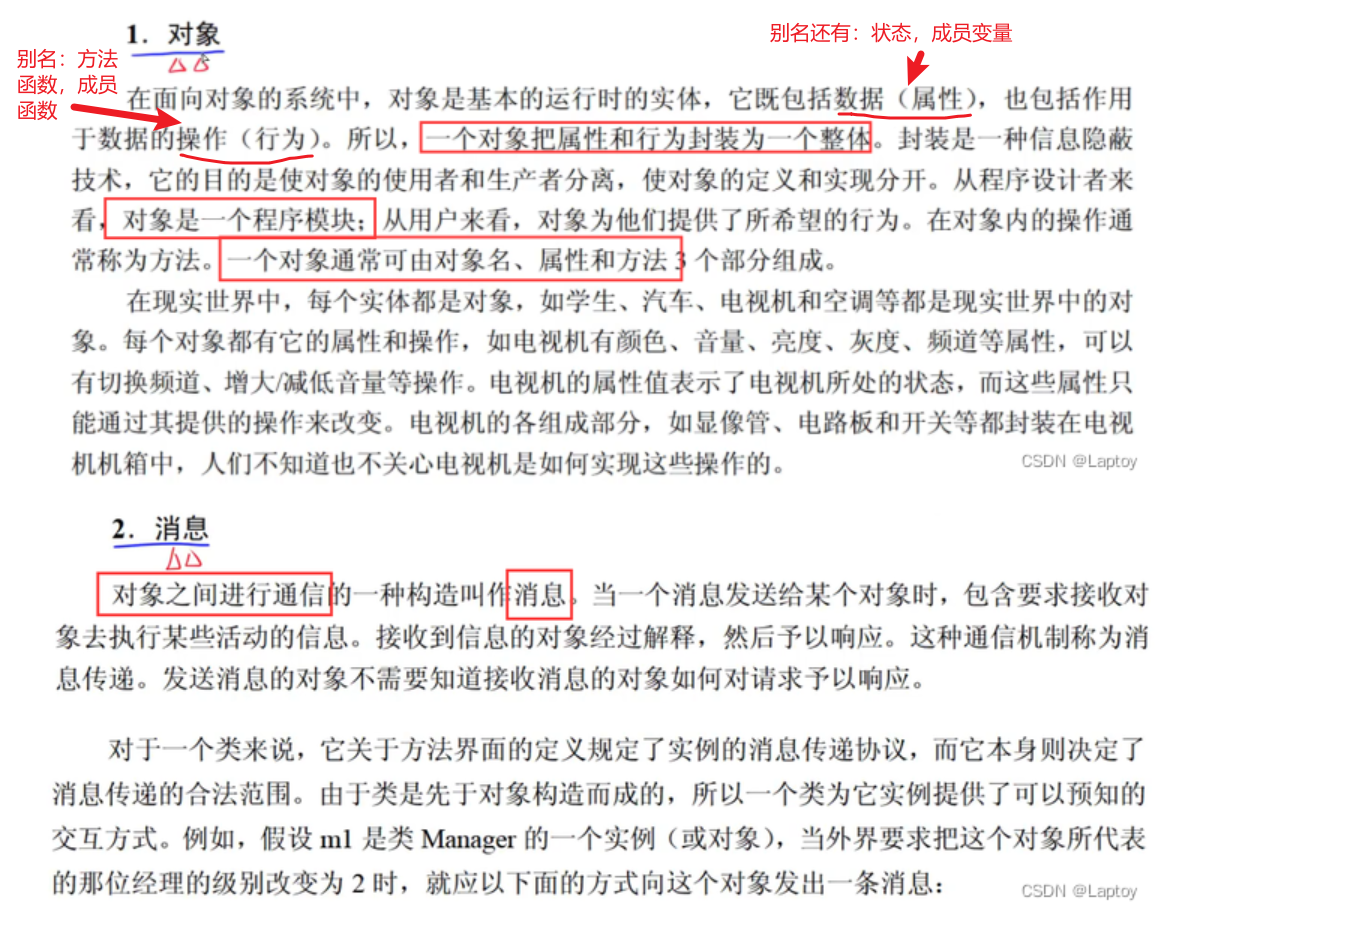 1．对象
别名还有：状态，成员变量
别名：方法
函数，成员
函数
在面向对象的系统中，对象是基本的运行时的实体，它既包括数据（属性），也包括作用
于数据的操作（行为）。所以，一个对象把属性和行为封装为一个整体。封装是一种信息隐蔽
技术，它的目的是使对象的使用者和生产者分离，使对象的定义和实现分开。从程序设计者来
看，对象是一个程序模块；从用户来看，对象为他们提供了所希望的行为。在对象内的操作通
常称为方法。一个对象通常可由对象名、属性和方法 3 个部分组成。
在现实世界中，每个实体都是对象，如学生、汽车、电视机和空调等都是现实世界中的对
象。每个对象都有它的属性和操作，如电视机有颜色、音量、亮度、灰度、频道等属性，可以
有切换频道、增大/减低音量等操作。电视机的属性值表示了电视机所处的状态，而这些属性只
能通过其提供的操作来改变。电视机的各组成部分，如显像管、电路板和开关等都封装在电视
机机箱中，人们不知道也不关心电视机是如何实现这些操作的。
CSDN @Laptoy
2．消息
对象之间进行通信的一种构造叫作消息。当一个消息发送给某个对象时，包含要求接收对
象去执行某些活动的信息。接收到信息的对象经过解释，然后予以响应。这种通信机制称为消
息传递。发送消息的对象不需要知道接收消息的对象如何对请求予以响应。
对于一个类来说，它关于方法界面的定义规定了实例的消息传递协议，而它本身则决定了
消息传递的合法范围。由于类是先于对象构造而成的，所以一个类为它实例提供了可以预知的
交互方式。例如，假设 m1 是类 Manager 的一个实例（或对象），当外界要求把这个对象所代表
的那位经理的级别改变为 2 时，就应以下面的方式向这个对象发出一条消息：
CSDN @Laptoy